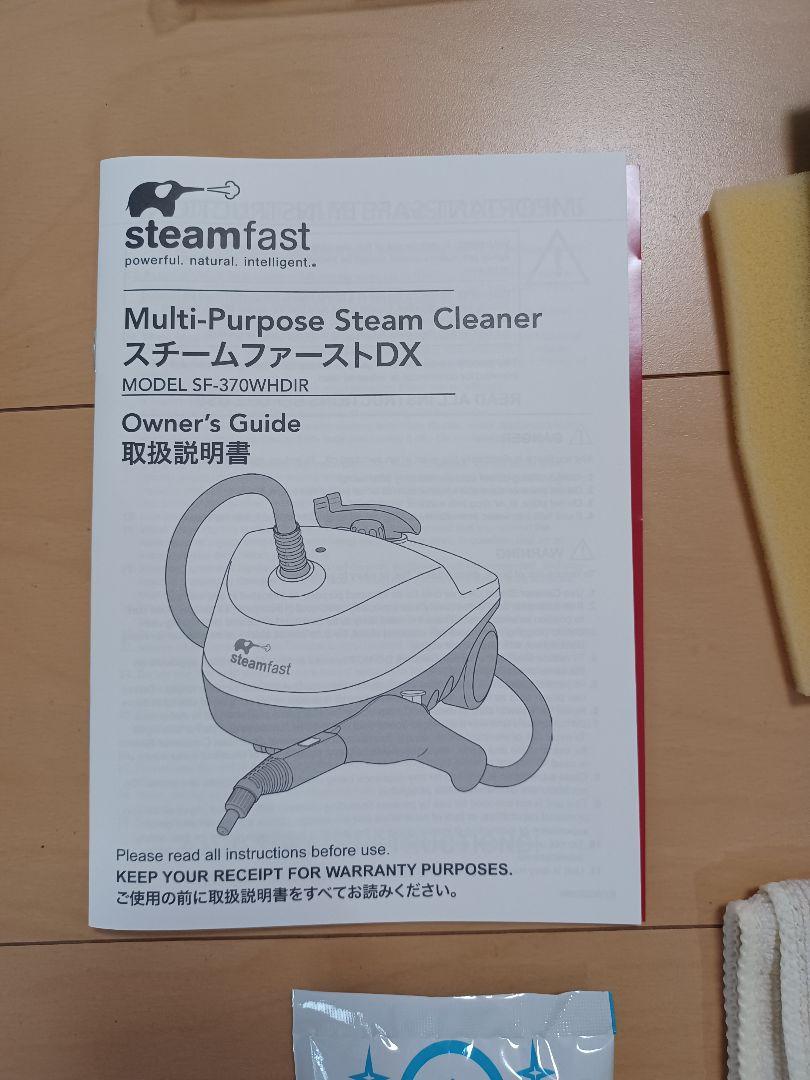 steamfast
powerful. natural. intelligent.
Multi-Purpose Steam Cleaner
スチームファーストDX
MODEL SF-370WHDIR
Owner's Guide
取扱説明書
steamfast
Please read all instructions before use.
KEEP YOUR RECEIPT FOR WARRANTY PURPOSES.
ご使用の前に取扱説明書をすべてお読みください。